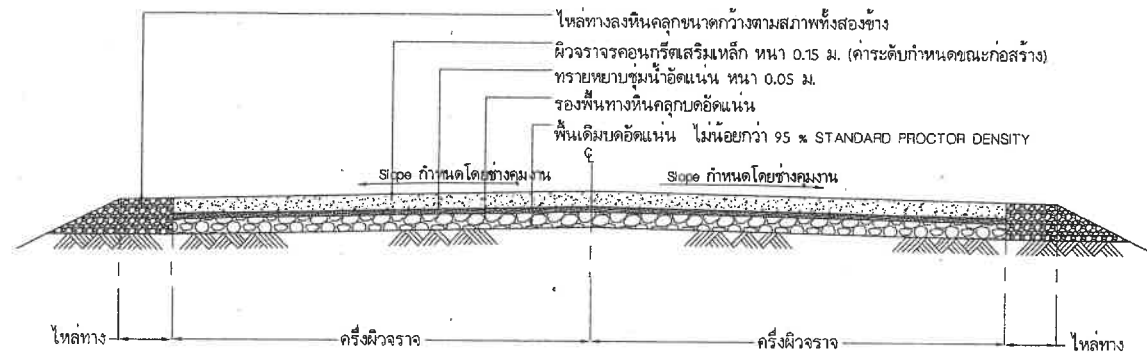 ไหล่ทางลงหินคลุกขนาดกว้างตามสภาพทั้งสองข้าง
ผิวจราจรคอนกรีตเสริมเหล็ก หนา 0.15 ม. (ค่าระดับกำหนดขณะก่อสร้าง)
ทรายหยาบชุ่มน้ำอัดแน่น หนา 0.05 ม.
รองพื้นทางหินคลุกบดอัดแน่น
พื้นเดิมบดอัดแน่น ไม่น้อยกว่า 95 % STANDARD PROCTOR DENSITY
℄
Slope กำหนดโดยช่างคุมงาน Slope กำหนดโดยช่างคุมงาน
ไหล่ทาง ครึ่งผิวจราจ ครึ่งผิวจราจ ไหล่ทาง